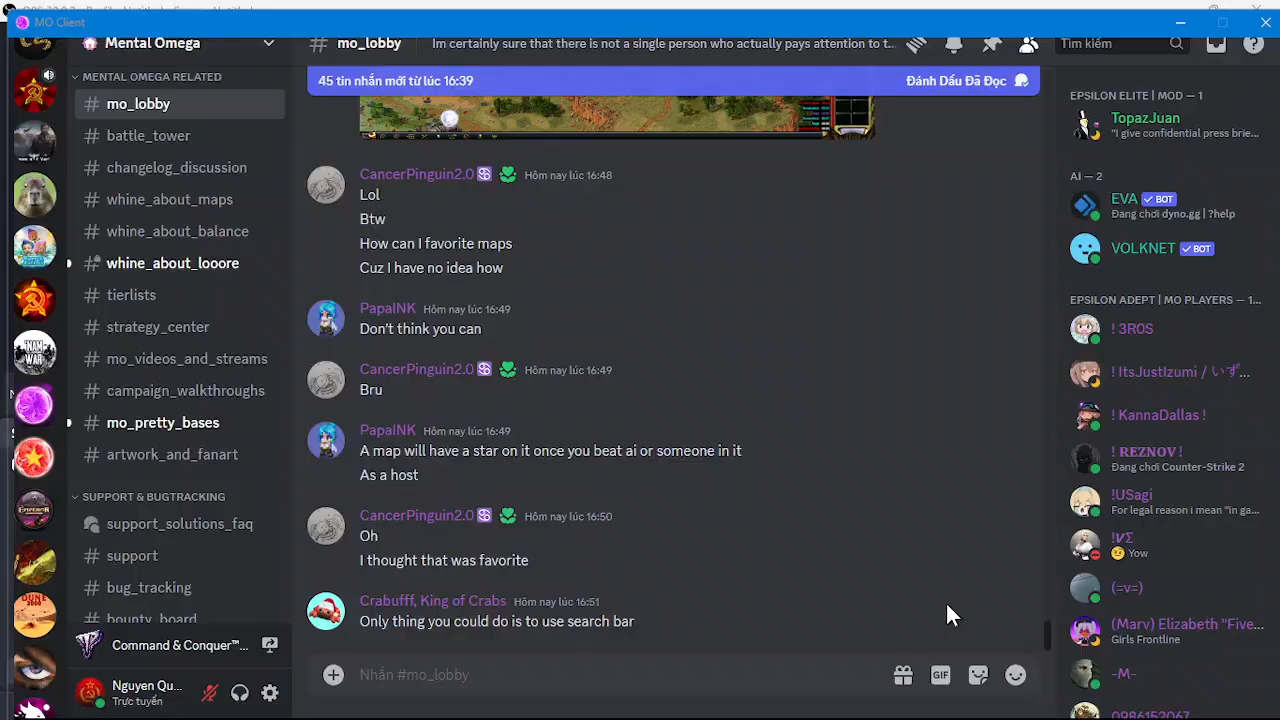 MO Client
Mental Omega
MENTAL OMEGA RELATED
mo_lobby
battle_tower
changelog_discussion
whine_about_maps
whine_about_balance
whine_about_looore
tierlists
strategy_center
mo_videos_and_streams
campaign_walkthroughs
mo_pretty_bases
artwork_and_fanart
SUPPORT & BUGTRACKING
support_solutions_faq
support
bug_tracking
bounty_board
Command & Conquer™...
Nguyen Qu...
Trực tuyến
mo_lobby
Im certainly sure that there is not a single person who actually pays attention to t...
Tìm kiếm
45 tin nhắn mới từ lúc 16:39
Đánh Dấu Đã Đọc
CancerPinguin2.0 Hôm nay lúc 16:48
Lol
Btw
How can I favorite maps
Cuz I have no idea how
PapaINK Hôm nay lúc 16:49
Don't think you can
CancerPinguin2.0 Hôm nay lúc 16:49
Bru
PapaINK Hôm nay lúc 16:49
A map will have a star on it once you beat ai or someone in it
As a host
CancerPinguin2.0 Hôm nay lúc 16:50
Oh
I thought that was favorite
Crabufff, King of Crabs Hôm nay lúc 16:51
Only thing you could do is to use search bar
Nhắn #mo_lobby
GIF
EPSILON ELITE | MOD — 1
TopazJuan
"I give confidential press brie...
AI — 2
EVA BOT
Đang chơi dyno.gg | ?help
VOLKNET BOT
EPSILON ADEPT | MO PLAYERS — 1...
! 3R0S
! ItsJustIzumi / いず...
! KannaDallas !
! REZNOV !
Đang chơi Counter-Strike 2
!USagi
For legal reason i mean "in ga...
!VΣ
Yow
(=v=)
(Marv) Elizabeth "Five...
Girls Frontline
-M-
0986152067